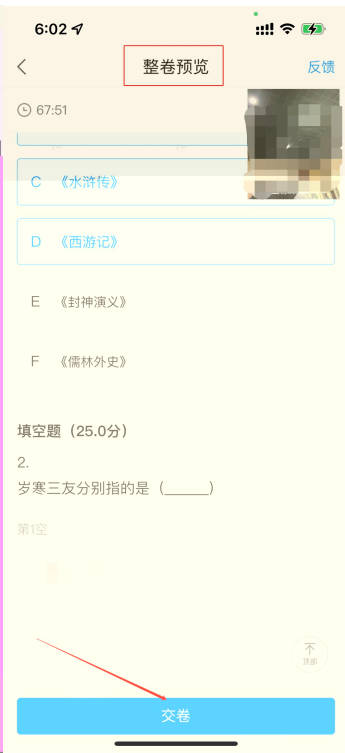 6:02
整卷预览
反馈
67:51
C 《水浒传》
D 《西游记》
E 《封神演义》
F 《儒林外史》
填空题（25.0分）
2.
岁寒三友分别指的是（______）
第1空
顶部
交卷